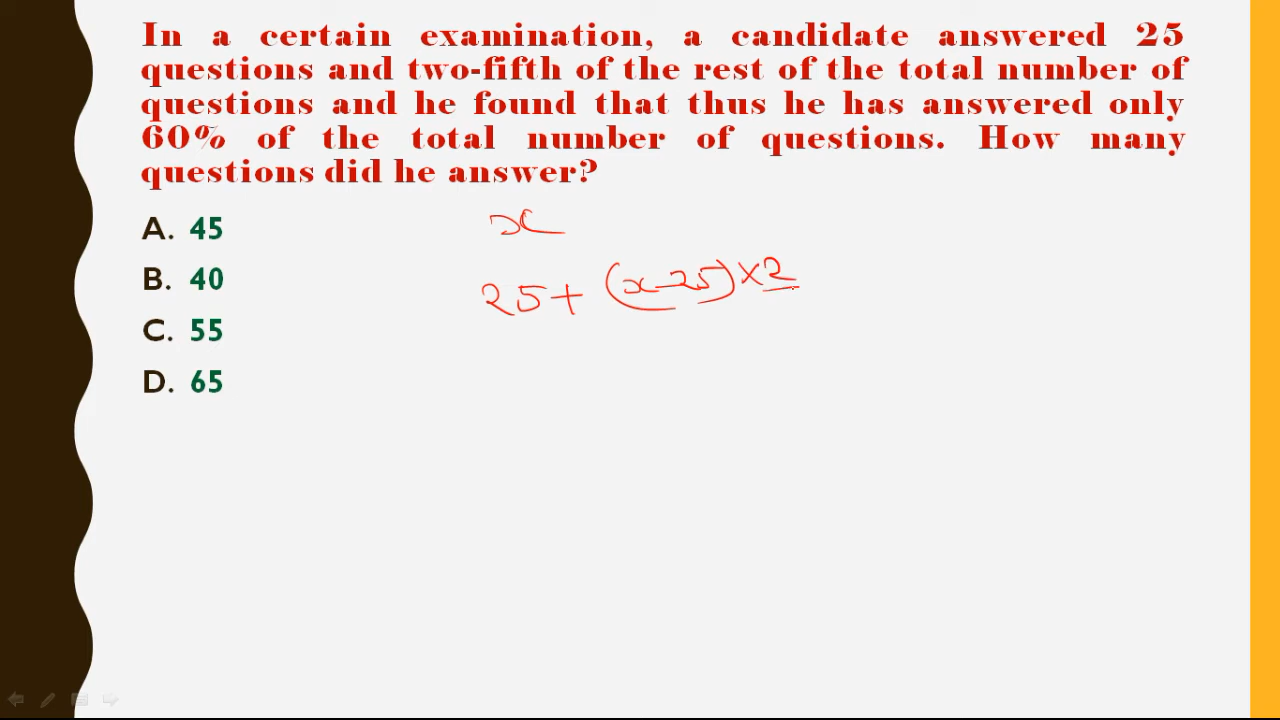 In a certain examination, a candidate answered 25
questions and two-fifth of the rest of the total number of
questions and he found that thus he has answered only
60% of the total number of questions. How many
questions did he answer?
A. 45
B. 40
C. 55
D. 65
x
25 + (x-25) × 2